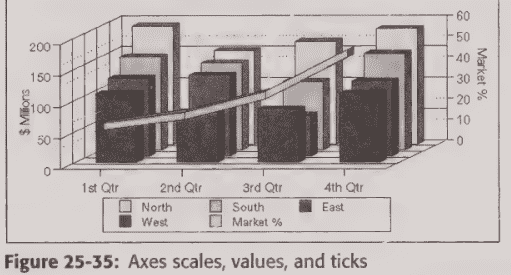 60
50
40
30
20
10
0
Market %
200
150
100
50
0
$ Millions
1st Qtr 2nd Qtr 3rd Qtr 4th Qtr
North South East
West Market %
Figure 25-35: Axes scales, values, and ticks